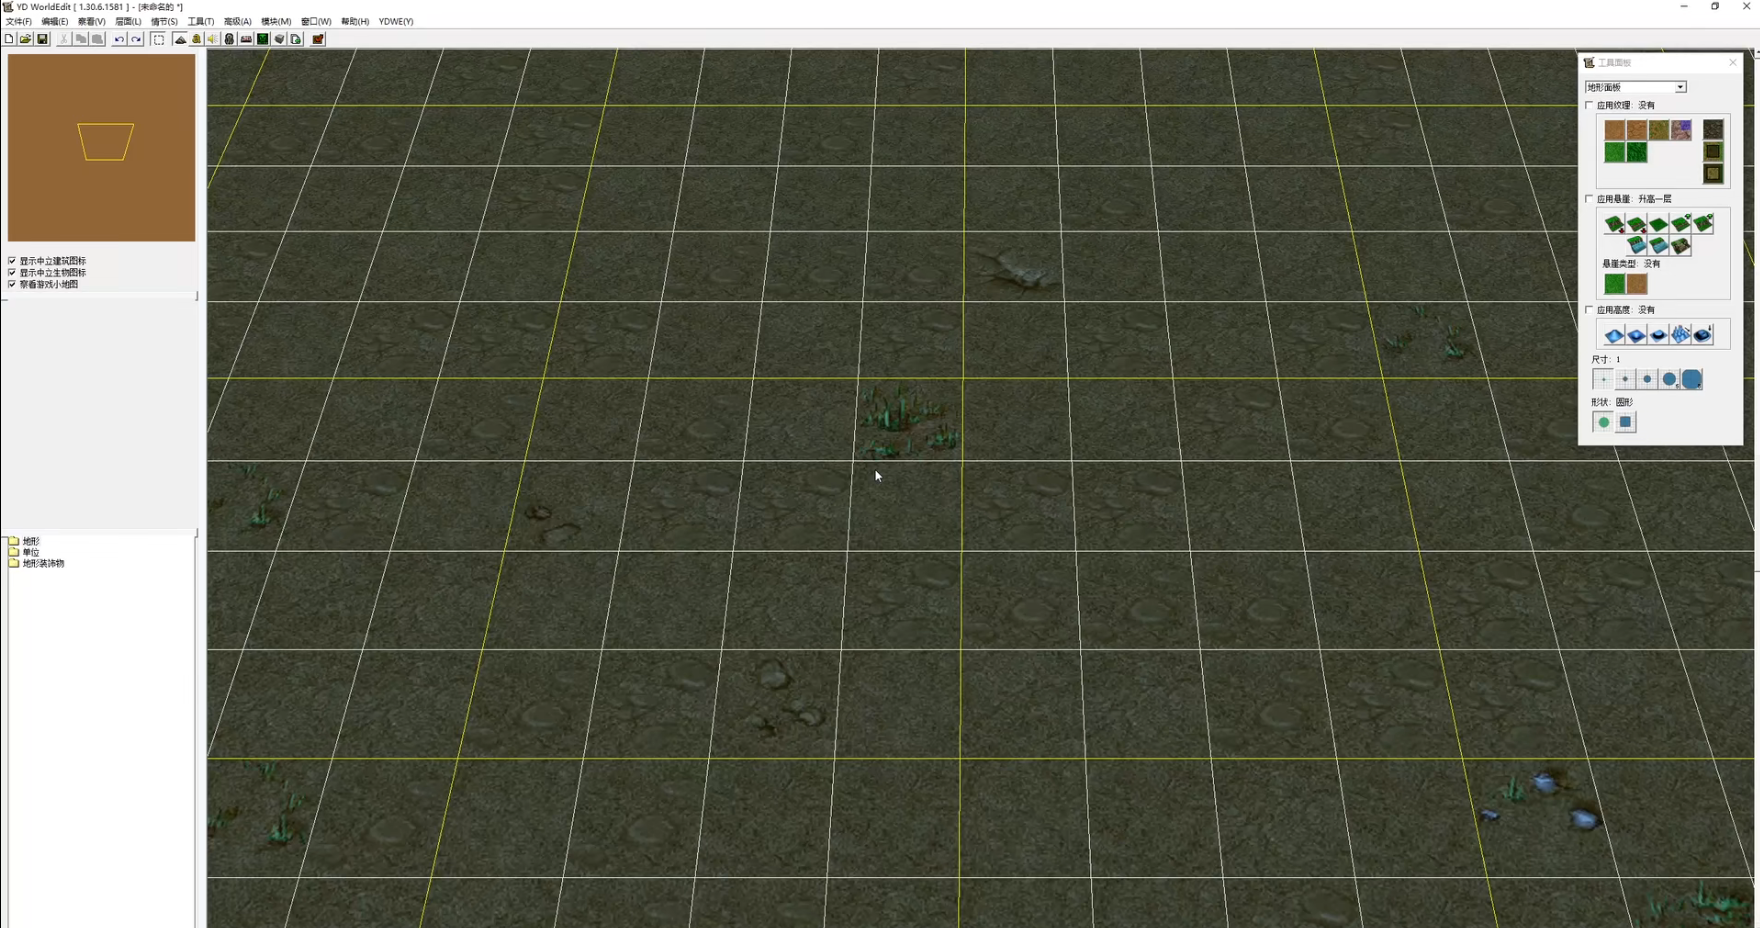 YD WorldEdit [ 1.30.6.1581 ] - [未命名的 *]
文件(F) 编辑(E) 察看(V) 层面(L) 情节(S) 工具(T) 高级(A) 模块(M) 窗口(W) 帮助(H) YDWE(Y)
工具面板
地形面板
应用纹理: 没有
应用悬崖: 升高一层
悬崖类型: 没有
应用高度: 没有
尺寸: 1
形状: 圆形
显示中立建筑图标
显示中立生物图标
察看游戏小地图
地形
单位
地形装饰物